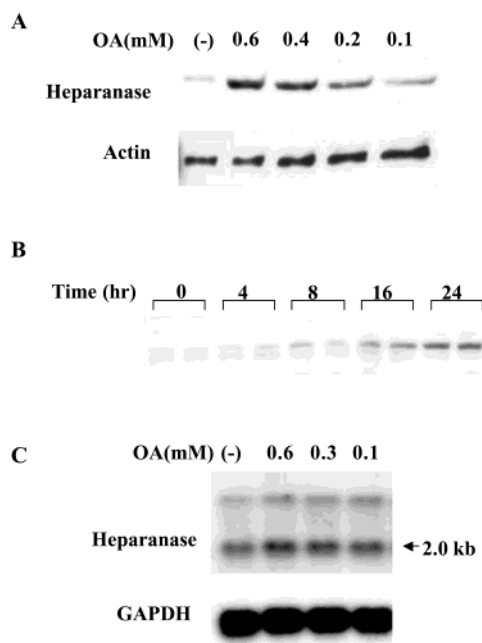 A
OA(mM) (-) 0.6 0.4 0.2 0.1
Heparanase
Actin
B
Time (hr) 0 4 8 16 24
C
OA(mM) (-) 0.6 0.3 0.1
Heparanase 2.0 kb
GAPDH